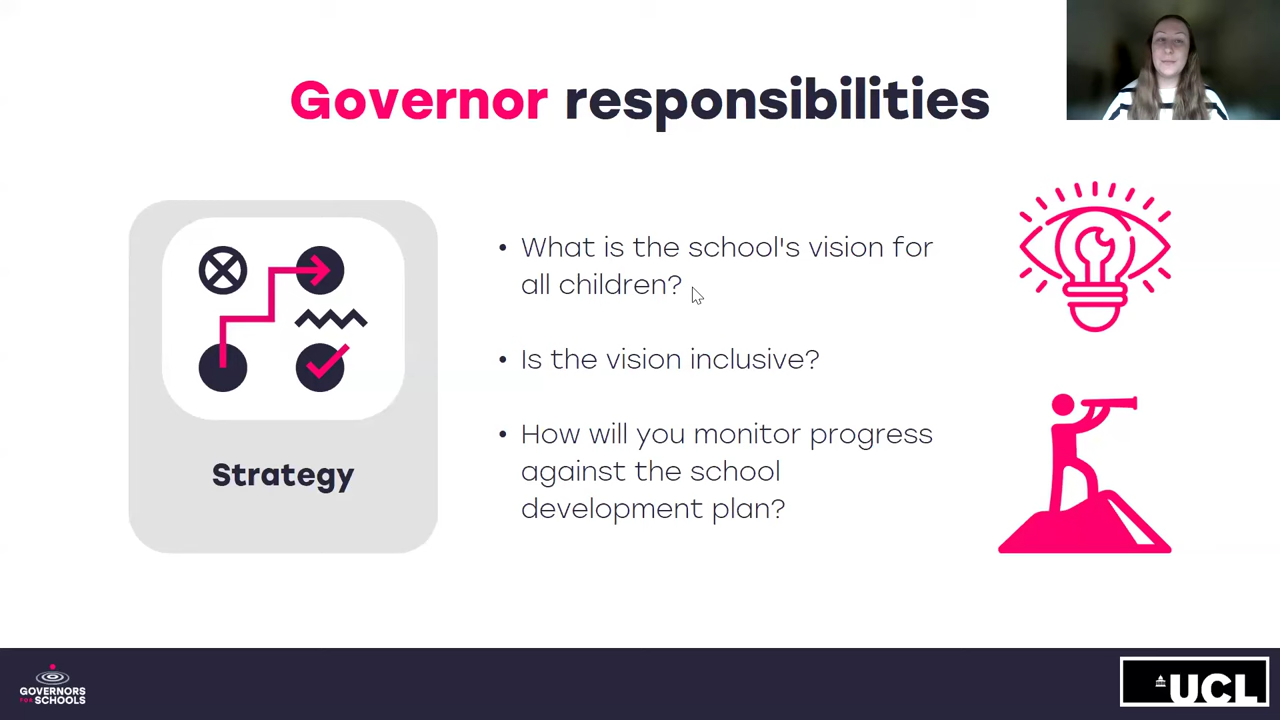 Governor responsibilities
• What is the school's vision for
all children?
• Is the vision inclusive?
• How will you monitor progress
against the school
development plan?
Strategy
GOVERNORS
FOR SCHOOLS
UCL